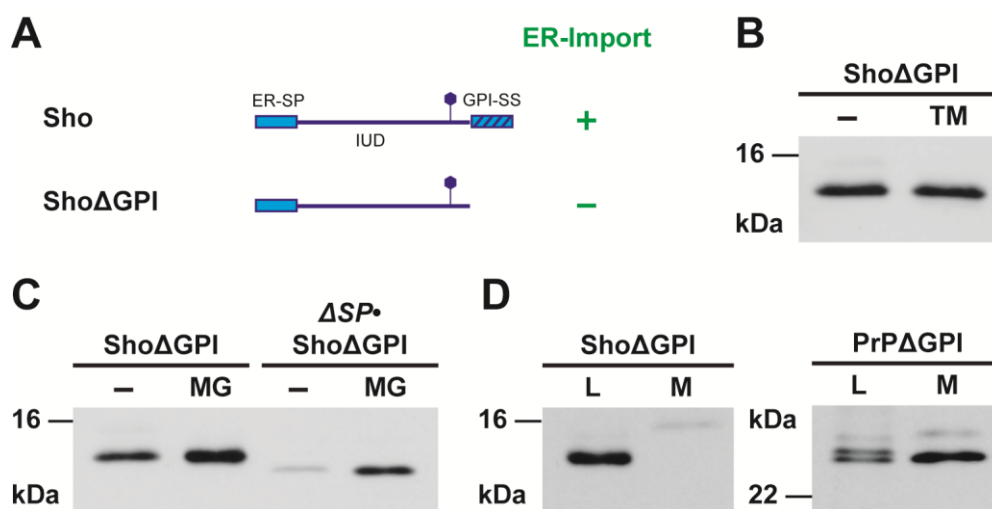 A
ER-Import
Sho
ER-SP
GPI-SS
IUD
+
ShoΔGPI
−
B
ShoΔGPI
− TM
16
kDa
C
ShoΔGPI
ΔSP•
ShoΔGPI
− MG − MG
16
kDa
D
ShoΔGPI
L M
16
kDa
PrPΔGPI
L M
kDa
22